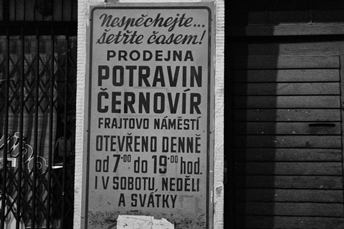 Nespěchejte...
šetřte časem!
PRODEJNA
POTRAVIN
ČERNOVÍR
FRAJTOVO NÁMĚSTÍ
OTEVŘENO DENNĚ
od 7·⁰⁰ do 19·⁰⁰ hod.
I V SOBOTU, NEDĚLI
A SVÁTKY